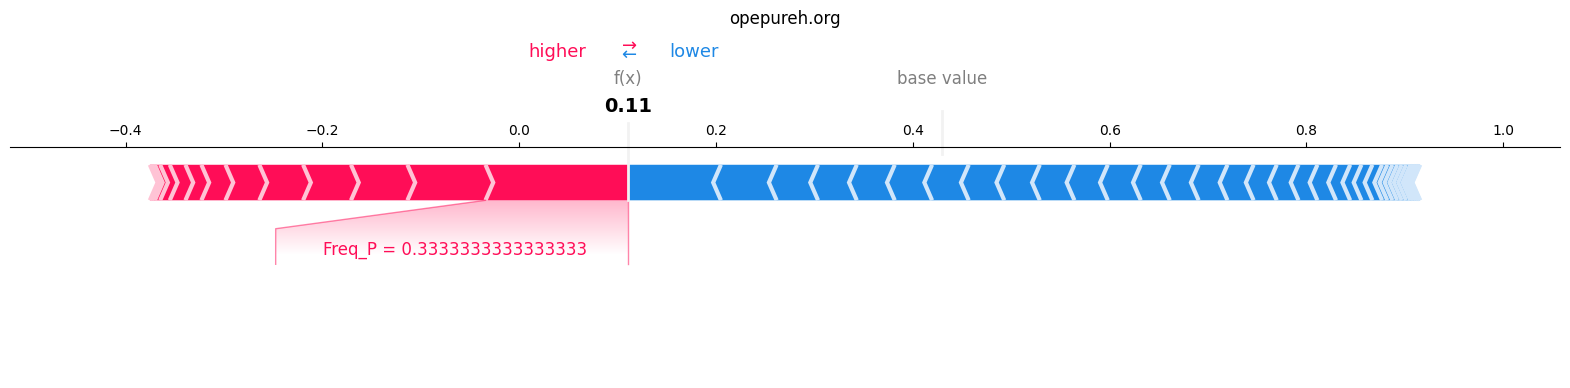 opepureh.org
higher → ← lower
f(x) base value
0.11
−0.4 −0.2 0.0 0.2 0.4 0.6 0.8 1.0
Freq_P = 0.3333333333333333